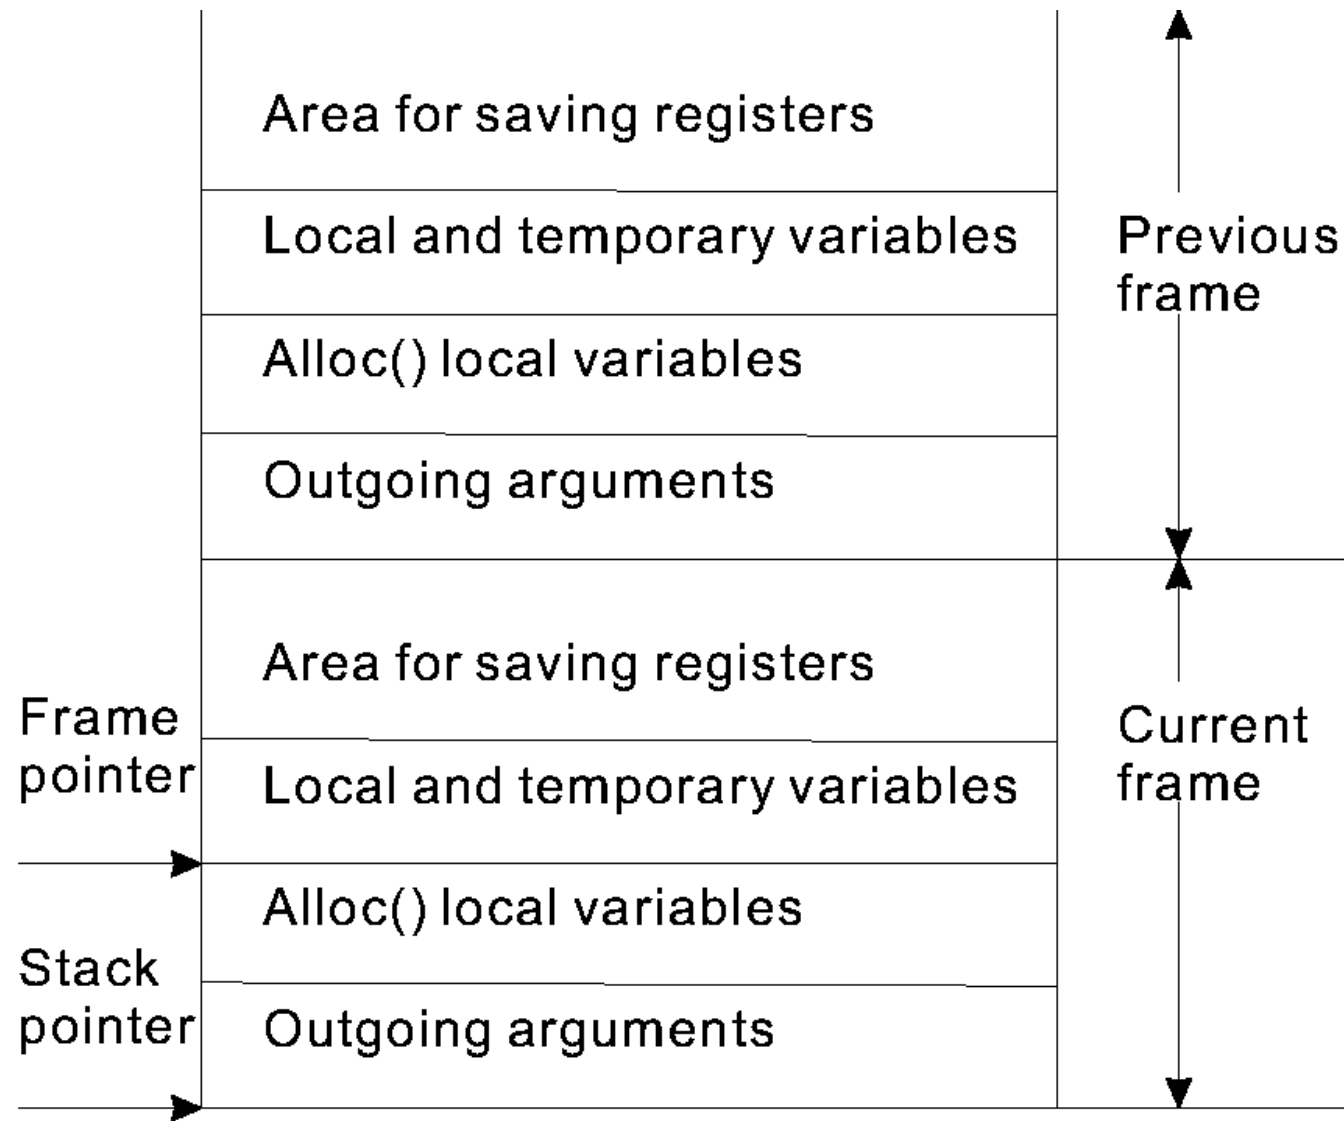 Area for saving registers
Local and temporary variables
Previous
frame
Alloc() local variables
Outgoing arguments
Area for saving registers
Frame
pointer
Local and temporary variables
Current
frame
Alloc() local variables
Stack
pointer
Outgoing arguments